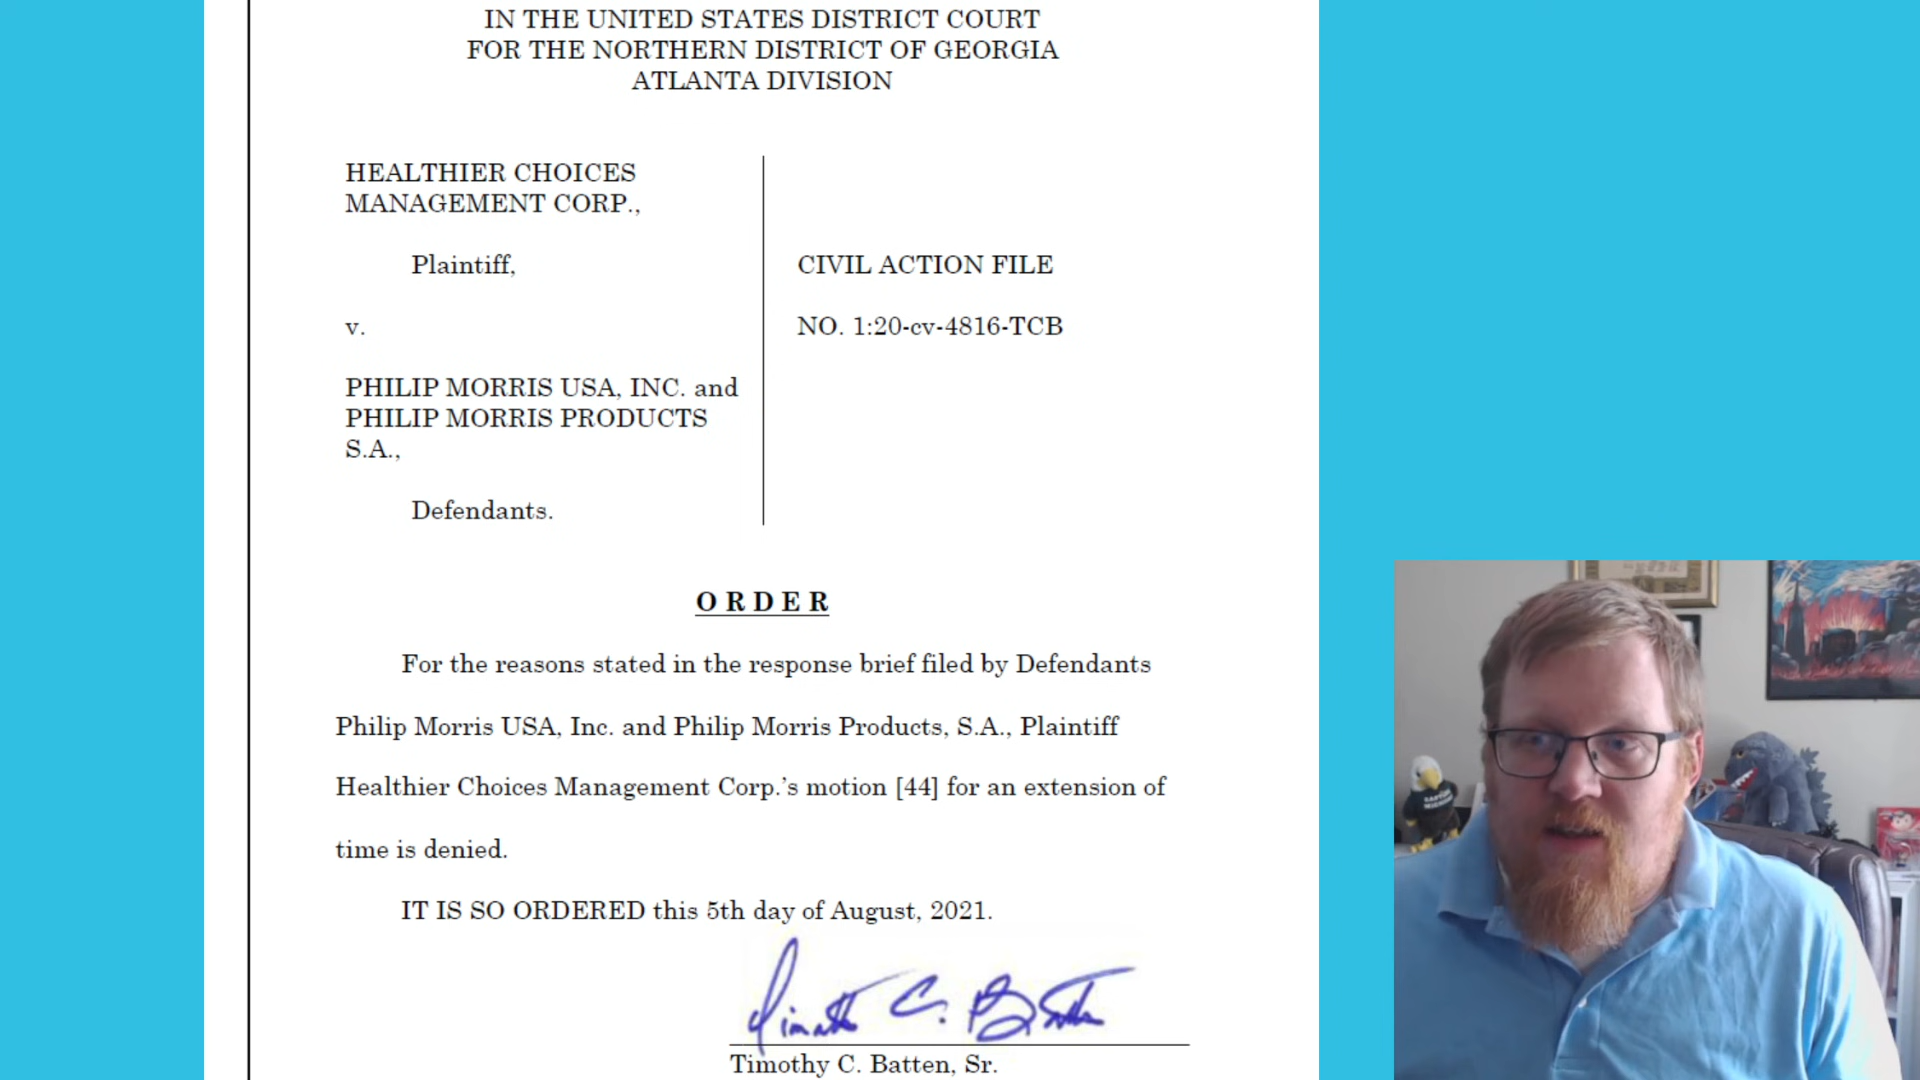 IN THE UNITED STATES DISTRICT COURT
FOR THE NORTHERN DISTRICT OF GEORGIA
ATLANTA DIVISION
HEALTHIER CHOICES
MANAGEMENT CORP.,
Plaintiff,
v.
PHILIP MORRIS USA, INC. and
PHILIP MORRIS PRODUCTS
S.A.,
Defendants.
CIVIL ACTION FILE
NO. 1:20-cv-4816-TCB
ORDER
For the reasons stated in the response brief filed by Defendants
Philip Morris USA, Inc. and Philip Morris Products, S.A., Plaintiff
Healthier Choices Management Corp.'s motion [44] for an extension of
time is denied.
IT IS SO ORDERED this 5th day of August, 2021.
Timothy C. Batten
Timothy C. Batten, Sr.